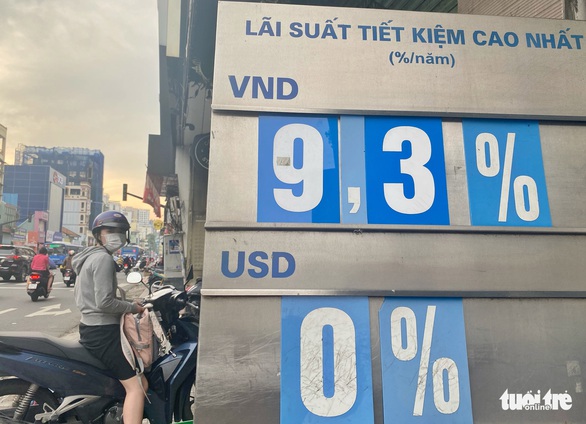 LÃI SUẤT TIẾT KIỆM CAO NHẤT
(%/năm)
VND
9,3%
USD
0%
tuổi trẻ
online